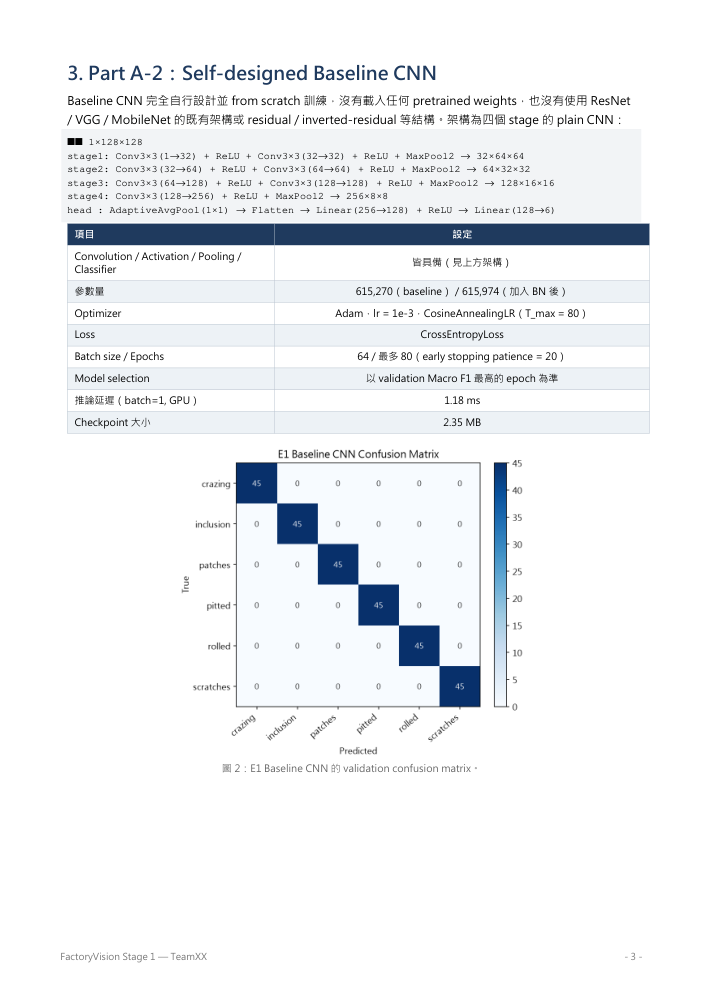 3. Part A-2：Self-designed Baseline CNN
Baseline CNN 完全自行設計並 from scratch 訓練，沒有載入任何 pretrained weights，也沒有使用 ResNet
/ VGG / MobileNet 的既有架構或 residual / inverted-residual 等結構。架構為四個 stage 的 plain CNN：
■■ 1×128×128
stage1: Conv3×3(1→32) + ReLU + Conv3×3(32→32) + ReLU + MaxPool2 → 32×64×64
stage2: Conv3×3(32→64) + ReLU + Conv3×3(64→64) + ReLU + MaxPool2 → 64×32×32
stage3: Conv3×3(64→128) + ReLU + Conv3×3(128→128) + ReLU + MaxPool2 → 128×16×16
stage4: Conv3×3(128→256) + ReLU + MaxPool2 → 256×8×8
head : AdaptiveAvgPool(1×1) → Flatten → Linear(256→128) + ReLU → Linear(128→6)
項目 設定
Convolution / Activation / Pooling /
Classifier 皆具備（見上方架構）
參數量 615,270（baseline）/ 615,974（加入 BN 後）
Optimizer Adam，lr = 1e-3，CosineAnnealingLR（T_max = 80）
Loss CrossEntropyLoss
Batch size / Epochs 64 / 最多 80（early stopping patience = 20）
Model selection 以 validation Macro F1 最高的 epoch 為準
推論延遲（batch=1, GPU） 1.18 ms
Checkpoint 大小 2.35 MB
E1 Baseline CNN Confusion Matrix
crazing 45 0 0 0 0 0
inclusion 0 45 0 0 0 0
patches 0 0 45 0 0 0
pitted 0 0 0 45 0 0
rolled 0 0 0 0 45 0
scratches 0 0 0 0 0 45
True
crazing inclusion patches pitted rolled scratches
Predicted
45
40
35
30
25
20
15
10
5
0
圖 2：E1 Baseline CNN 的 validation confusion matrix。
FactoryVision Stage 1 — TeamXX - 3 -